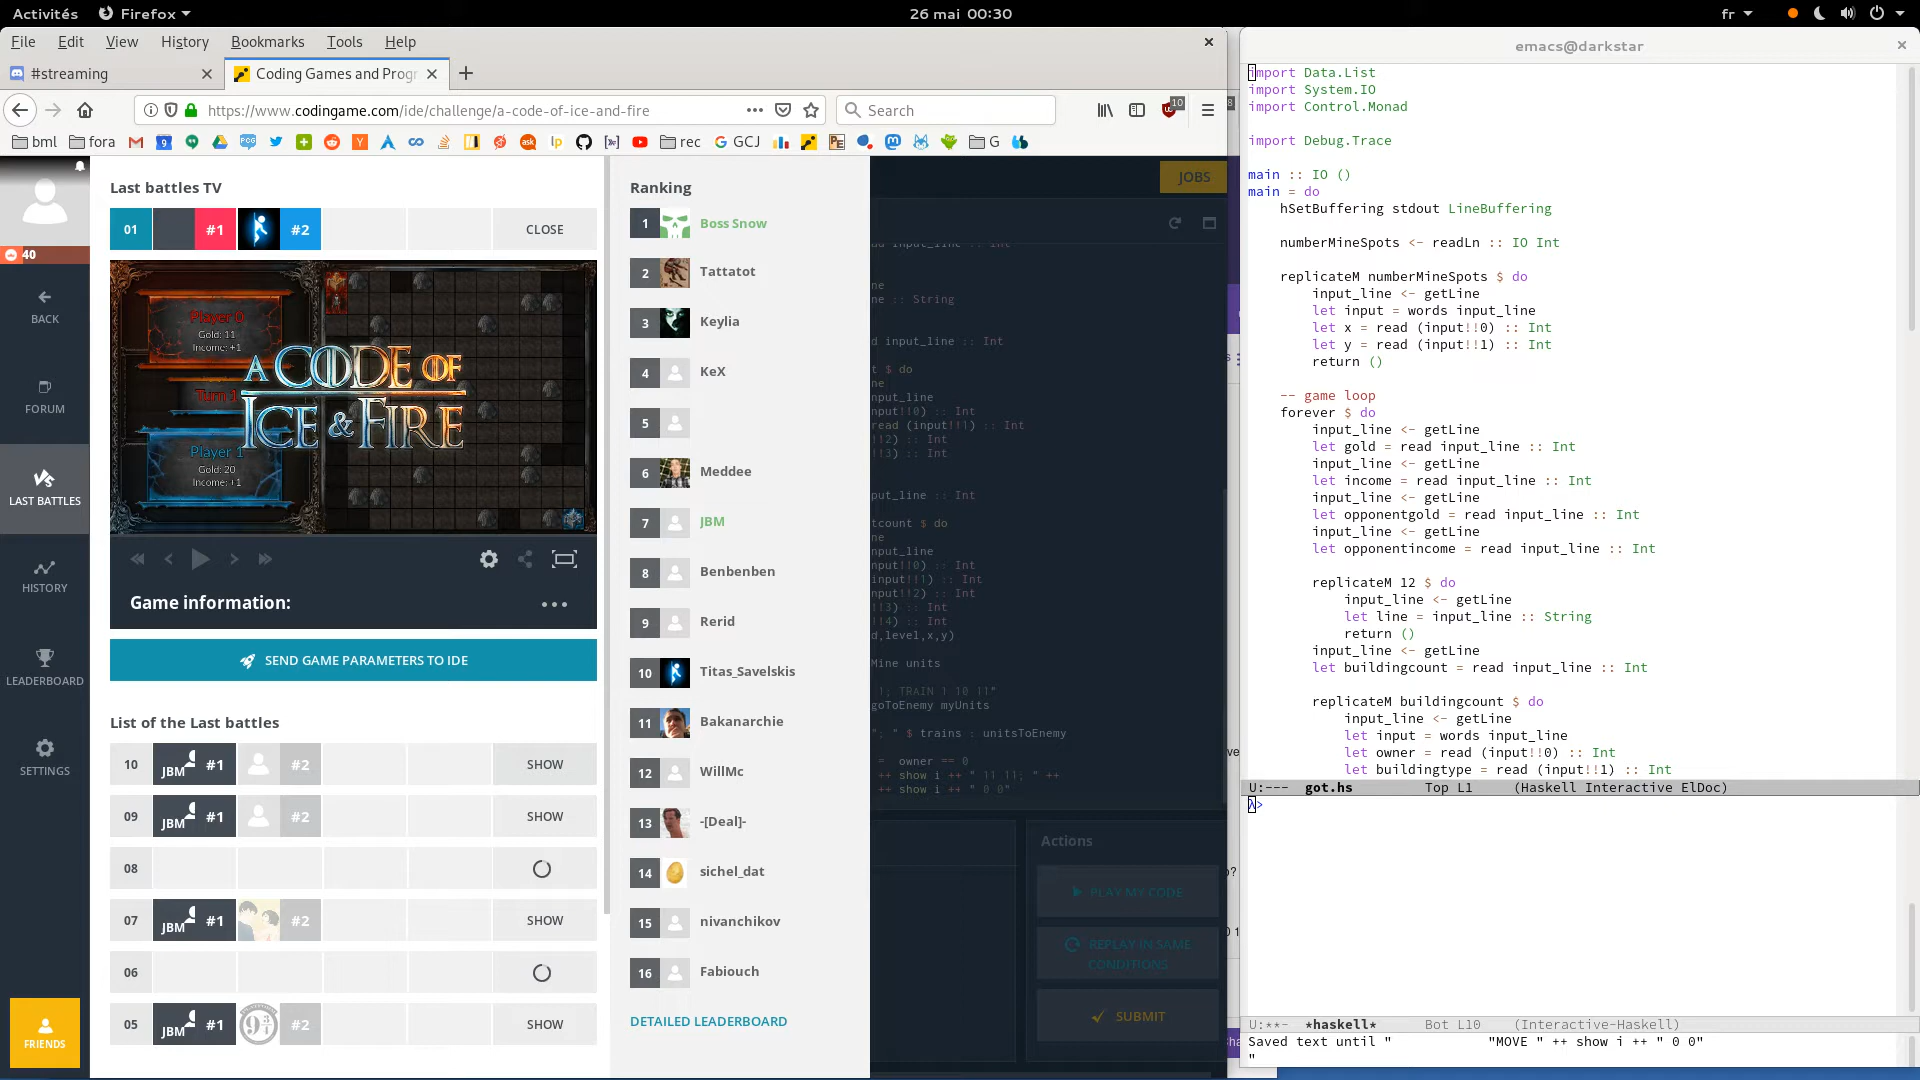 Activités
Firefox
26 mai 00:30
fr
File Edit View History Bookmarks Tools Help
#streaming
Coding Games and Progr
https://www.codingame.com/ide/challenge/a-code-of-ice-and-fire
Search
10
bml
fora
rec
GCJ
G
40
BACK
FORUM
LAST BATTLES
HISTORY
LEADERBOARD
SETTINGS
FRIENDS
Last battles TV
01 #1 #2 CLOSE
Player 0
Gold: 11
Income: +1
Turn 1
Player 1
Gold: 20
Income: +1
A CODE OF
ICE & FIRE
Game information:
SEND GAME PARAMETERS TO IDE
List of the Last battles
10 JBM #1 #2 SHOW
09 JBM #1 #2 SHOW
08
07 JBM #1 #2 SHOW
06
05 JBM #1 9¾ #2 SHOW
Ranking
1 Boss Snow
2 Tattatot
3 Keylia
4 KeX
5
6 Meddee
7 JBM
8 Benbenben
9 Rerid
10 Titas_Savelskis
11 Bakanarchie
12 WillMc
13 -[Deal]-
14 sichel_dat
15 nivanchikov
16 Fabiouch
DETAILED LEADERBOARD
JOBS
ad input_line :: Int
ne
ne :: String
d input_line :: Int
t $ do
ne
nput_line
nput!!0) :: Int
read (input!!1) :: Int
nput!!2) :: Int
nput!!3) :: Int
nput_line :: Int
tcount $ do
ne
nput_line
nput!!0) :: Int
input!!1) :: Int
nput!!2) :: Int
nput!!3) :: Int
nput!!4) :: Int
d,level,x,y)
Mine units
1; TRAIN 1 10 11"
goToEnemy myUnits
"; " $ trains : unitsToEnemy
= owner == 0
++ show i ++ " 11 11; " ++
++ show i ++ " 0 0"
Actions
PLAY MY CODE
REPLAY IN SAME CONDITIONS
SUBMIT
emacs@darkstar
import Data.List
import System.IO
import Control.Monad
import Debug.Trace
main :: IO ()
main = do
hSetBuffering stdout LineBuffering
numberMineSpots <- readLn :: IO Int
replicateM numberMineSpots $ do
input_line <- getLine
let input = words input_line
let x = read (input!!0) :: Int
let y = read (input!!1) :: Int
return ()
-- game loop
forever $ do
input_line <- getLine
let gold = read input_line :: Int
input_line <- getLine
let income = read input_line :: Int
input_line <- getLine
let opponentgold = read input_line :: Int
input_line <- getLine
let opponentincome = read input_line :: Int
replicateM 12 $ do
input_line <- getLine
let line = input_line :: String
return ()
input_line <- getLine
let buildingcount = read input_line :: Int
replicateM buildingcount $ do
input_line <- getLine
let input = words input_line
let owner = read (input!!0) :: Int
let buildingtype = read (input!!1) :: Int
U:--- got.hs Top L1 (Haskell Interactive ElDoc)
λ>
U:**- *haskell* Bot L10 (Interactive-Haskell)
Saved text until " "MOVE " ++ show i ++ " 0 0"
"